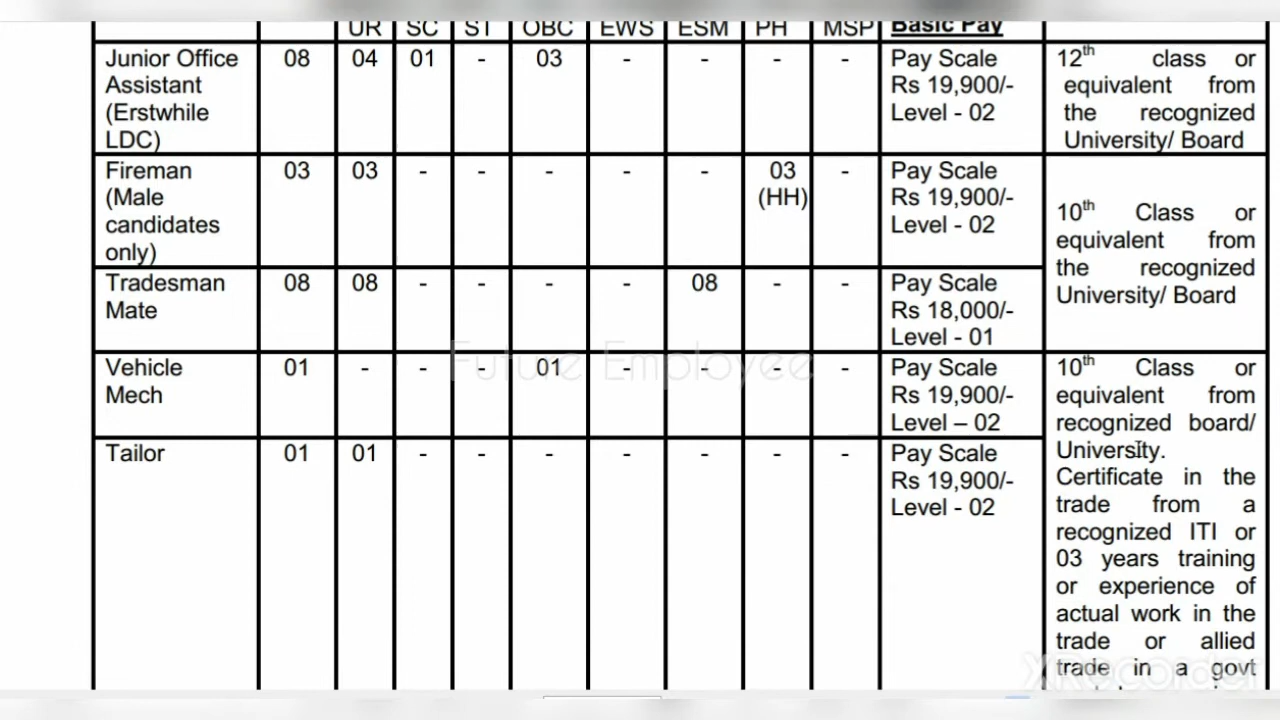 UR SC ST OBC EWS ESM PH MSP Basic Pay
Junior Office 08 04 01 - 03 - - - - Pay Scale 12th class or
Assistant Rs 19,900/- equivalent from
(Erstwhile Level - 02 the recognized
LDC) University/ Board
Fireman 03 03 - - - - - 03 - Pay Scale
(Male (HH) Rs 19,900/- 10th Class or
candidates Level - 02 equivalent from
only) the recognized
Tradesman 08 08 - - - - 08 - - Pay Scale University/ Board
Mate Rs 18,000/-
Level - 01
Vehicle 01 - - - 01 - - - - Pay Scale 10th Class or
Mech Rs 19,900/- equivalent from
Level – 02 recognized board/
Tailor 01 01 - - - - - - - Pay Scale University.
Rs 19,900/- Certificate in the
Level - 02 trade from a
recognized ITI or
03 years training
or experience of
actual work in the
trade or allied
trade in a govt
Future Employee
XRecorder